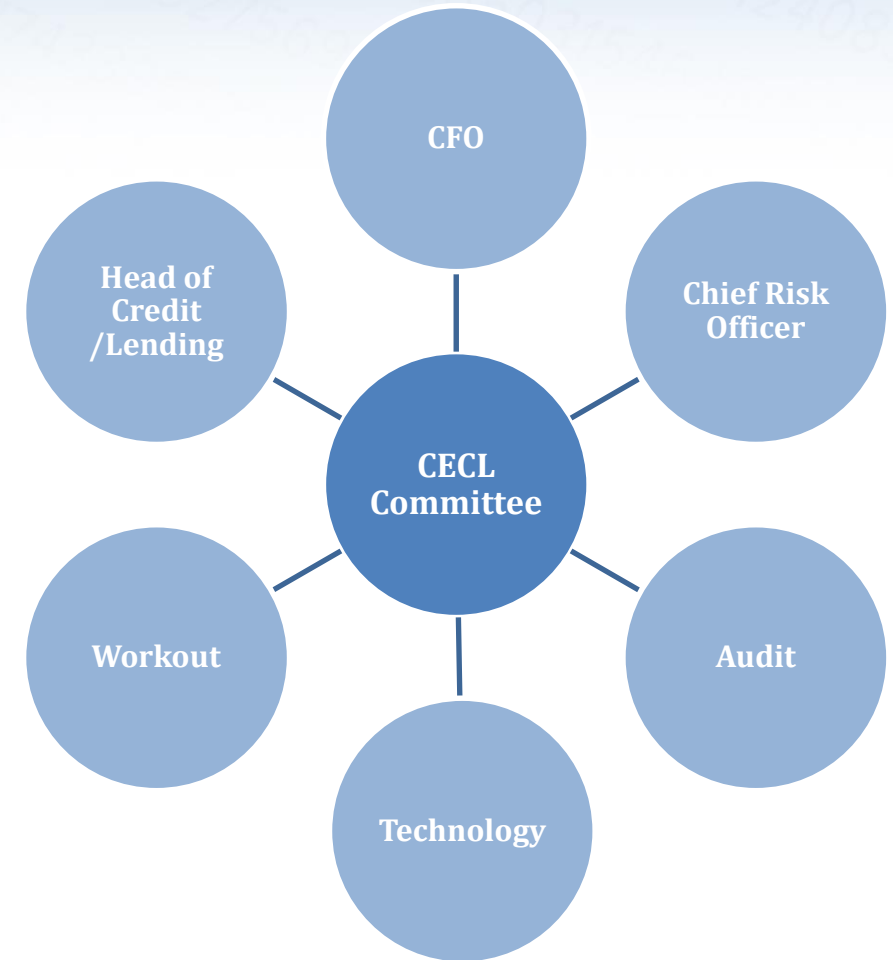 CFO
Head of
Credit
/Lending
Chief Risk
Officer
CECL
Committee
Workout
Audit
Technology